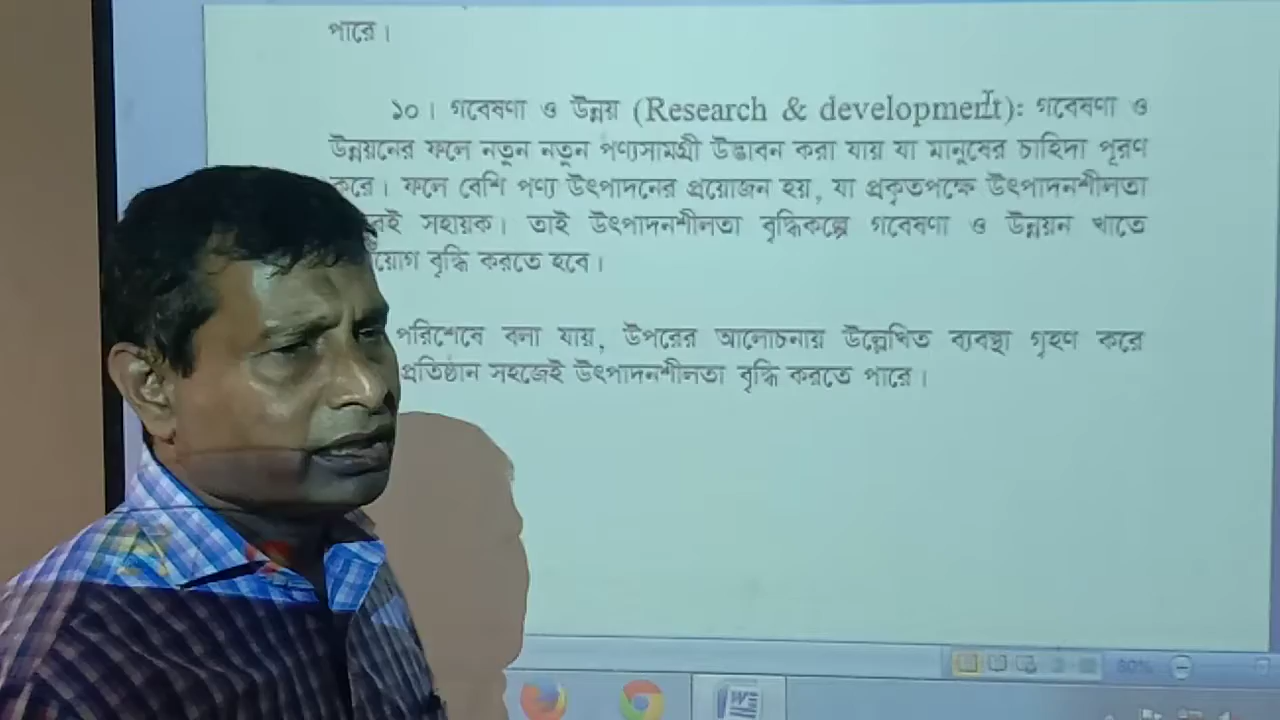 পারে।
১০। গবেষণা ও উন্নয় (Research & development): গবেষণা ও
উন্নয়নের ফলে নতুন নতুন পণ্যসামগ্রী উদ্ভাবন করা যায় যা মানুষের চাহিদা পূরণ
করে। ফলে বেশি পণ্য উৎপাদনের প্রয়োজন হয়, যা প্রকৃতপক্ষে উৎপাদনশীলতা
সহায়ক। তাই উৎপাদনশীলতা বৃদ্ধিকল্পে গবেষণা ও উন্নয়ন খাতে
বৃদ্ধি করতে হবে।
পরিশেষে বলা যায়, উপরের আলোচনায় উল্লেখিত ব্যবস্থা গৃহণ করে
প্রতিষ্ঠান সহজেই উৎপাদনশীলতা বৃদ্ধি করতে পারে।
80%